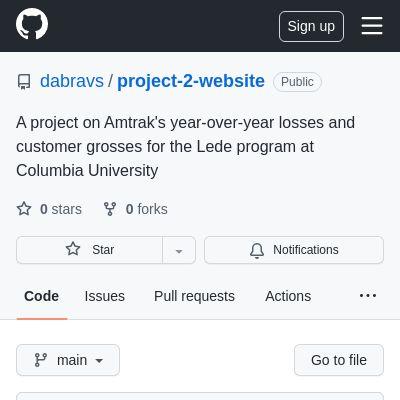 Sign up
dabravs / project-2-website Public
A project on Amtrak's year-over-year losses and
customer grosses for the Lede program at
Columbia University
0 stars 0 forks
Star Notifications
Code Issues Pull requests Actions
main Go to file